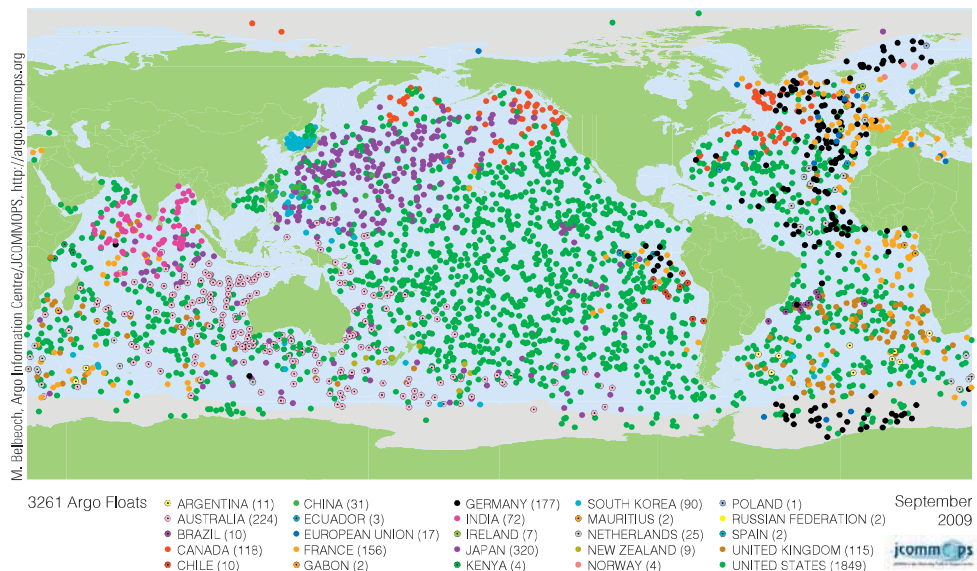 M. Belbeoch, Argo Information Centre/JCOMMOPS, http://argo.jcommops.org
3261 Argo Floats
ARGENTINA (11)
AUSTRALIA (224)
BRAZIL (10)
CANADA (118)
CHILE (10)
CHINA (31)
ECUADOR (3)
EUROPEAN UNION (17)
FRANCE (156)
GABON (2)
GERMANY (177)
INDIA (72)
IRELAND (7)
JAPAN (320)
KENYA (4)
SOUTH KOREA (90)
MAURITIUS (2)
NETHERLANDS (25)
NEW ZEALAND (9)
NORWAY (4)
POLAND (1)
RUSSIAN FEDERATION (2)
SPAIN (2)
UNITED KINGDOM (115)
UNITED STATES (1849)
September
2009
jcommops